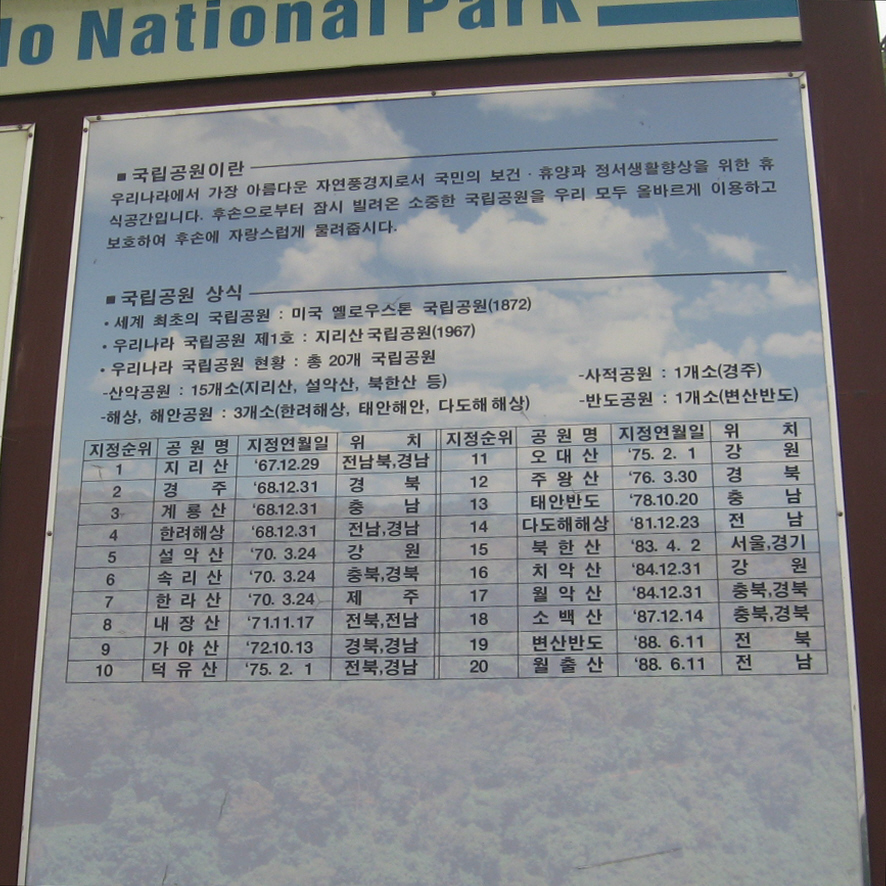 National Park
■ 국립공원이란
우리나라에서 가장 아름다운 자연풍경지로서 국민의 보건 · 휴양과 정서생활향상을 위한 휴
식공간입니다. 후손으로부터 잠시 빌려온 소중한 국립공원을 우리 모두 올바르게 이용하고
보호하여 후손에 자랑스럽게 물려줍시다.
■ 국립공원 상식
• 세계 최초의 국립공원 : 미국 옐로우스톤 국립공원(1872)
• 우리나라 국립공원 제1호 : 지리산국립공원(1967)
• 우리나라 국립공원 현황 : 총 20개 국립공원
-산악공원 : 15개소(지리산, 설악산, 북한산 등) -사적공원 : 1개소(경주)
-해상, 해안공원 : 3개소(한려해상, 태안해안, 다도해해상) -반도공원 : 1개소(변산반도)
지정순위 공원명 지정연월일 위 치 지정순위 공원명 지정연월일 위 치
1 지리산 '67.12.29 전남북,경남 11 오대산 '75. 2. 1 강 원
2 경 주 '68.12.31 경 북 12 주왕산 '76. 3.30 경 북
3 계룡산 '68.12.31 충 남 13 태안반도 '78.10.20 충 남
4 한려해상 '68.12.31 전남,경남 14 다도해해상 '81.12.23 전 남
5 설악산 '70. 3.24 강 원 15 북한산 '83. 4. 2 서울,경기
6 속리산 '70. 3.24 충북,경북 16 치악산 '84.12.31 강 원
7 한라산 '70. 3.24 제 주 17 월악산 '84.12.31 충북,경북
8 내장산 '71.11.17 전북,전남 18 소백산 '87.12.14 충북,경북
9 가야산 '72.10.13 경북,경남 19 변산반도 '88. 6.11 전 북
10 덕유산 '75. 2. 1 전북,경남 20 월출산 '88. 6.11 전 남